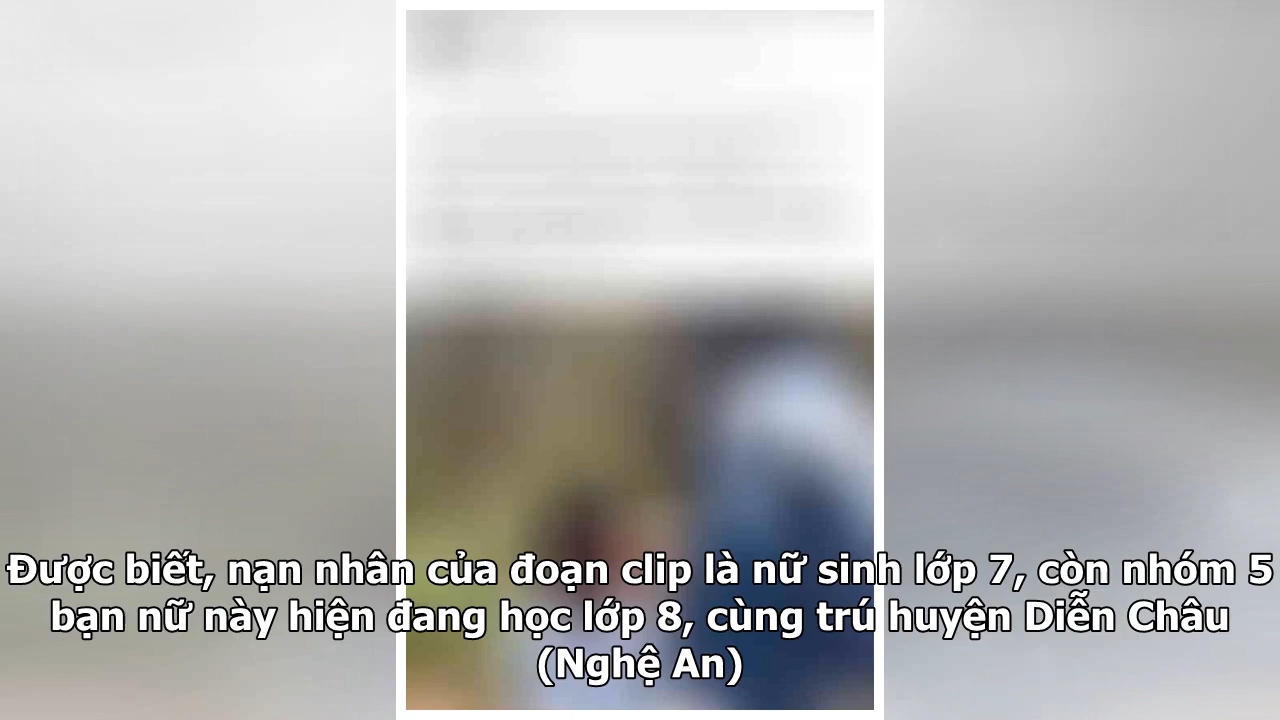 Được biết, nạn nhân của đoạn clip là nữ sinh lớp 7, còn nhóm 5
bạn nữ này hiện đang học lớp 8, cùng trú huyện Diễn Châu
(Nghệ An)